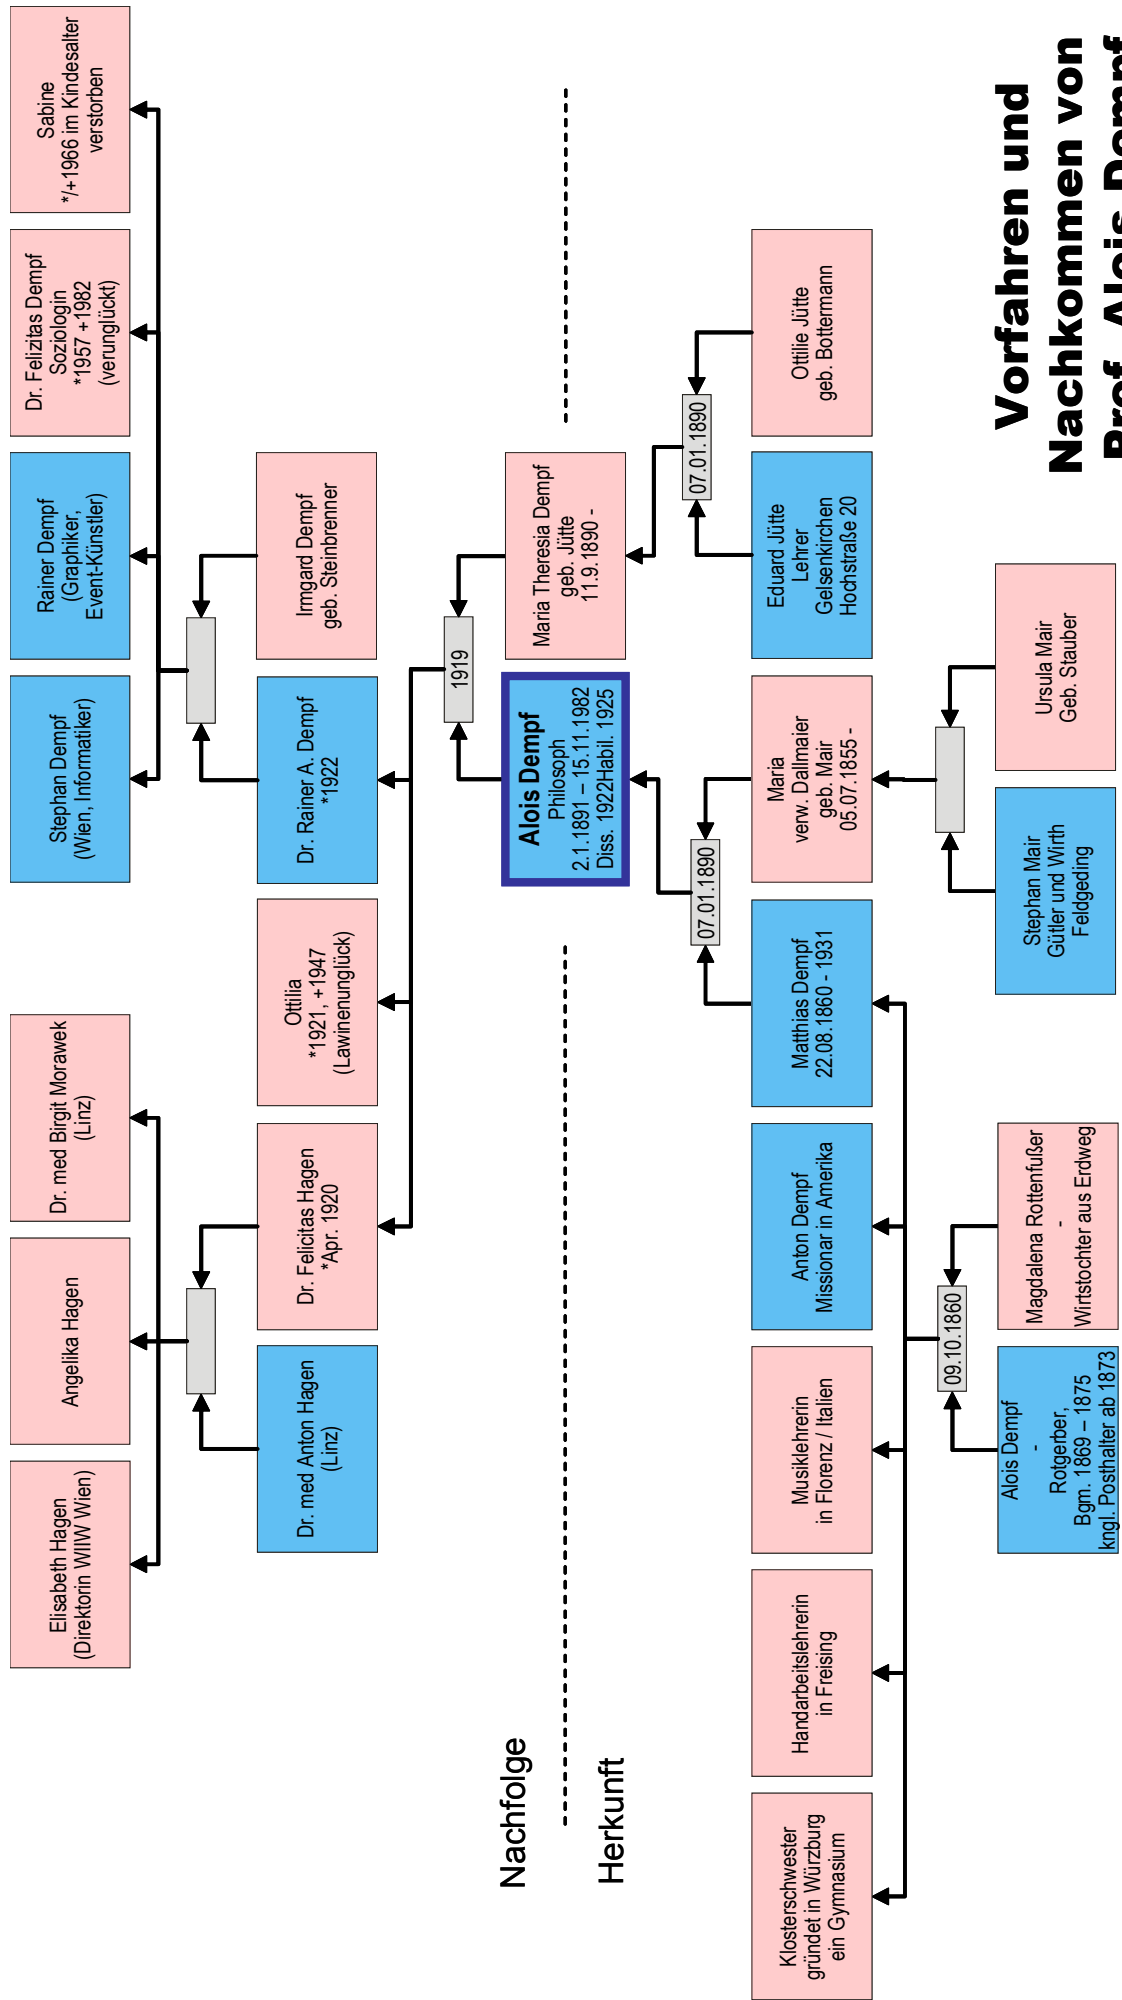 Elisabeth Hagen
(Direktorin WIIW Wien)
Angelika Hagen
Dr. med Birgit Morawek
(Linz)
Stephan Dempf
(Wien, Informatiker)
Rainer Dempf
(Graphiker,
Event-Künstler)
Dr. Felizitas Dempf
Soziologin
*1957 +1982
(verunglückt)
Sabine
*/+1966 im Kindesalter
verstorben
Dr. med Anton Hagen
(Linz)
Dr. Felicitas Hagen
*Apr. 1920
Ottilia
*1921, +1947
(Lawinenunglück)
Dr. Rainer A. Dempf
*1922
Irmgard Dempf
geb. Steinbrenner
1919
Nachfolge
Alois Dempf
Philosoph
2.1.1891 – 15.11.1982
Diss. 1922Habil. 1925
Maria Theresia Dempf
geb. Jütte
11.9.1890 -
Herkunft
07.01.1890
07.01.1890
Klosterschwester
gründet in Würzburg
ein Gymnasium
Handarbeitslehrerin
in Freising
Musiklehrerin
in Florenz / Italien
Anton Dempf
Missionar in Amerika
Matthias Dempf
22.08.1860 - 1931
Maria
verw. Dallmaier
geb. Mair
05.07.1855 -
Eduard Jütte
Lehrer
Gelsenkirchen
Hochstraße 20
Ottilie Jütte
geb. Bottermann
09.10.1860
Alois Dempf
-
Rotgerber,
Bgm. 1869 – 1875
kngl. Posthalter ab 1873
Magdalena Rottenfußer
-
Wirtstochter aus Erdweg
Stephan Mair
Gütler und Wirth
Feldgeding
Ursula Mair
Geb. Stauber
Vorfahren und
Nachkommen von
Prof. Alois Dempf